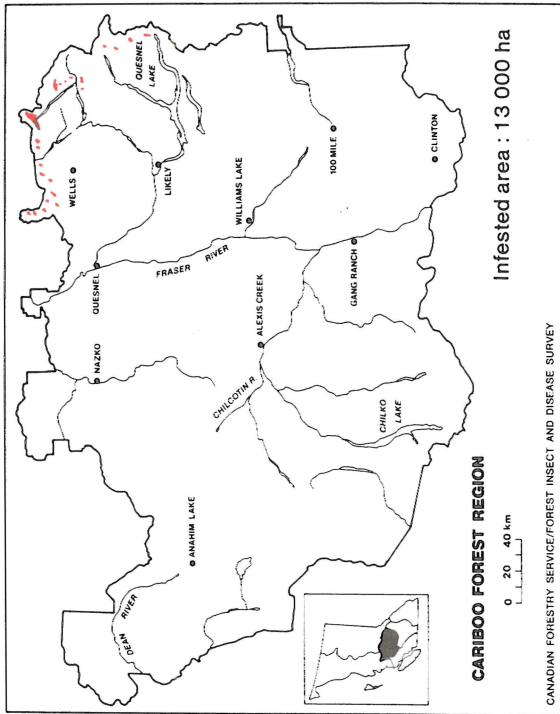 QUESNEL
LAKE
WELLS
LIKELY
QUESNEL
WILLIAMS LAKE
100 MILE
CLINTON
FRASER RIVER
NAZKO
ALEXIS CREEK
GANG RANCH
CHILCOTIN R
ANAHIM LAKE
CHILKO
LAKE
DEAN RIVER
CARIBOO FOREST REGION
0 20 40 km
Infested area : 13 000 ha
CANADIAN FORESTRY SERVICE/FOREST INSECT AND DISEASE SURVEY